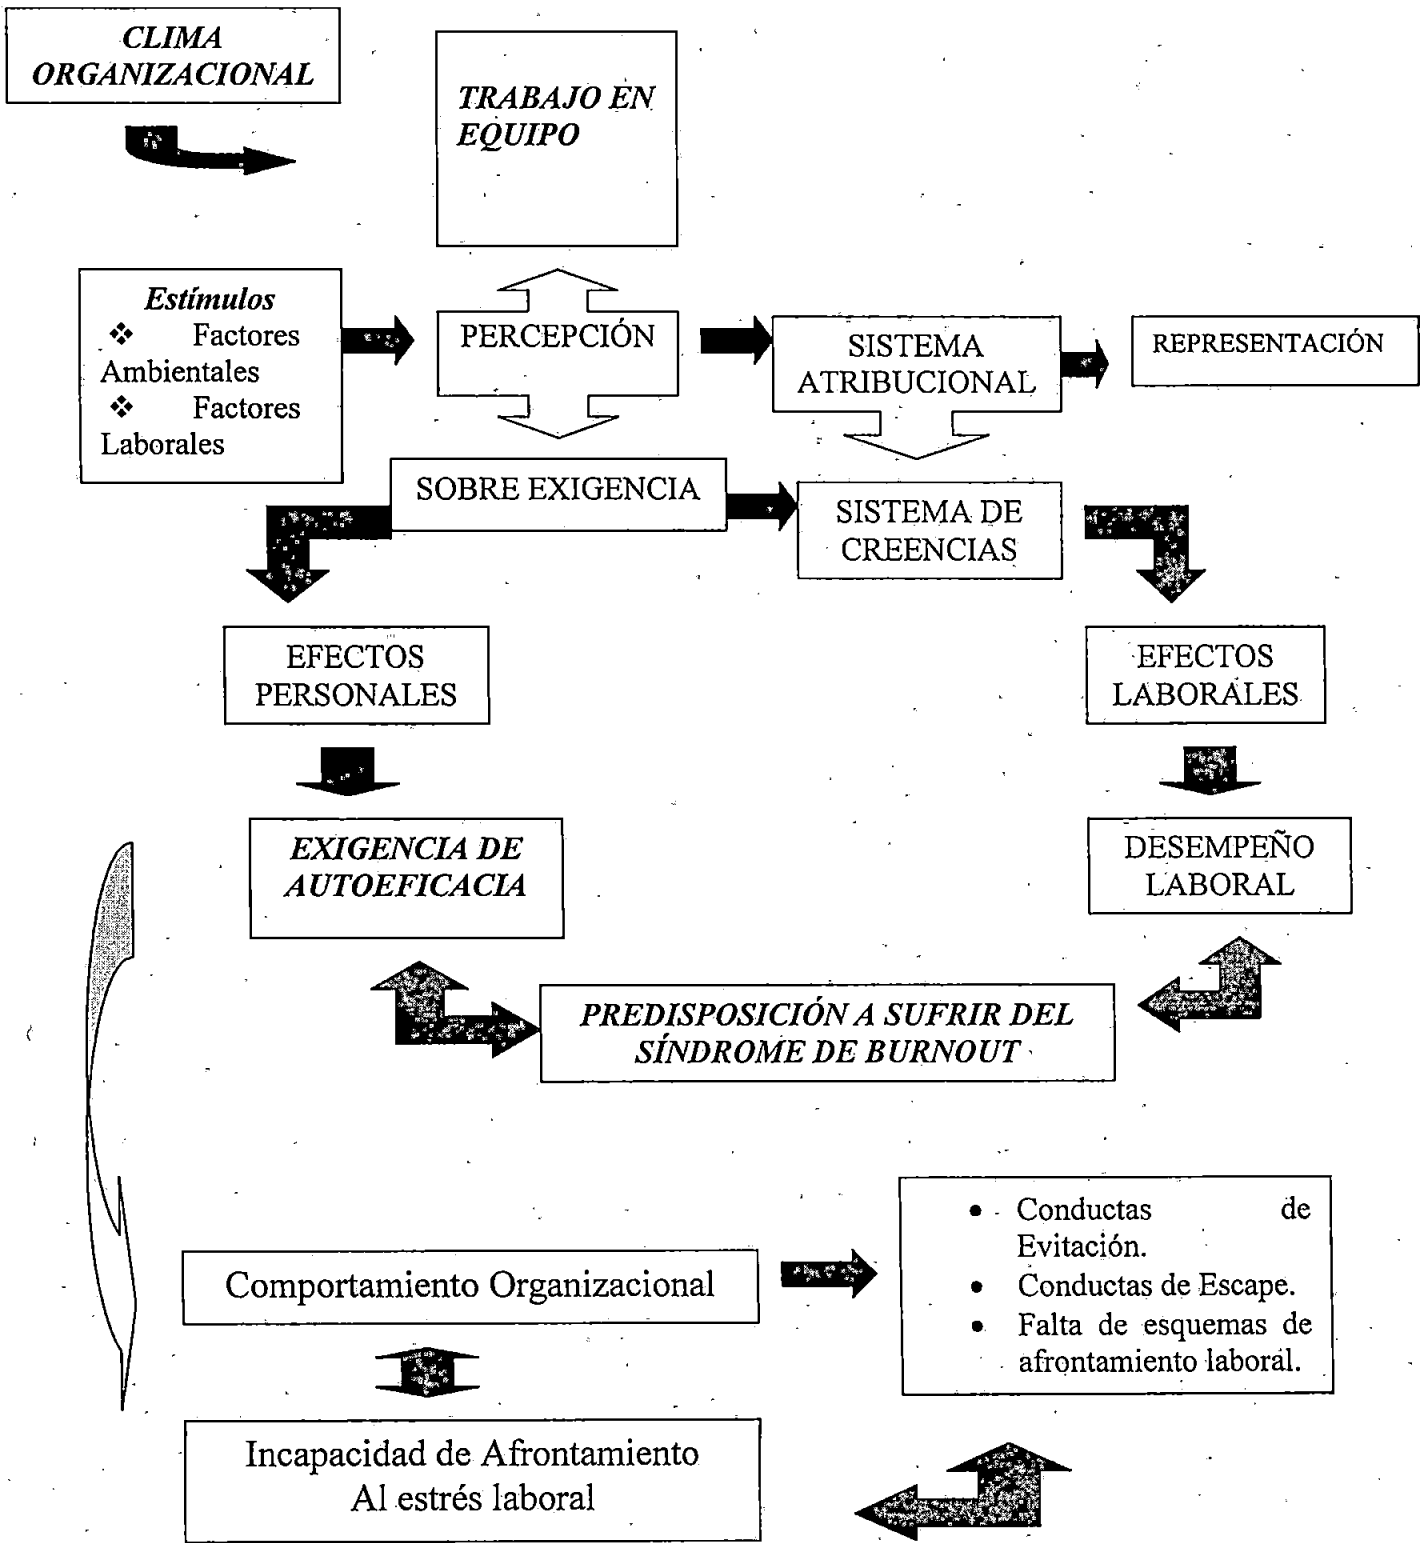 CLIMA
ORGANIZACIONAL
TRABAJO EN
EQUIPO
Estímulos
❖ Factores
Ambientales
❖ Factores
Laborales
PERCEPCIÓN
SISTEMA
ATRIBUCIONAL
REPRESENTACIÓN
SOBRE EXIGENCIA
SISTEMA DE
CREENCIAS
EFECTOS
PERSONALES
EFECTOS
LABORALES
EXIGENCIA DE
AUTOEFICACIA
DESEMPEÑO
LABORAL
PREDISPOSICIÓN A SUFRIR DEL
SÍNDROME DE BURNOUT
Comportamiento Organizacional
• Conductas de
Evitación.
• Conductas de Escape.
• Falta de esquemas de
afrontamiento laboral.
Incapacidad de Afrontamiento
Al estrés laboral